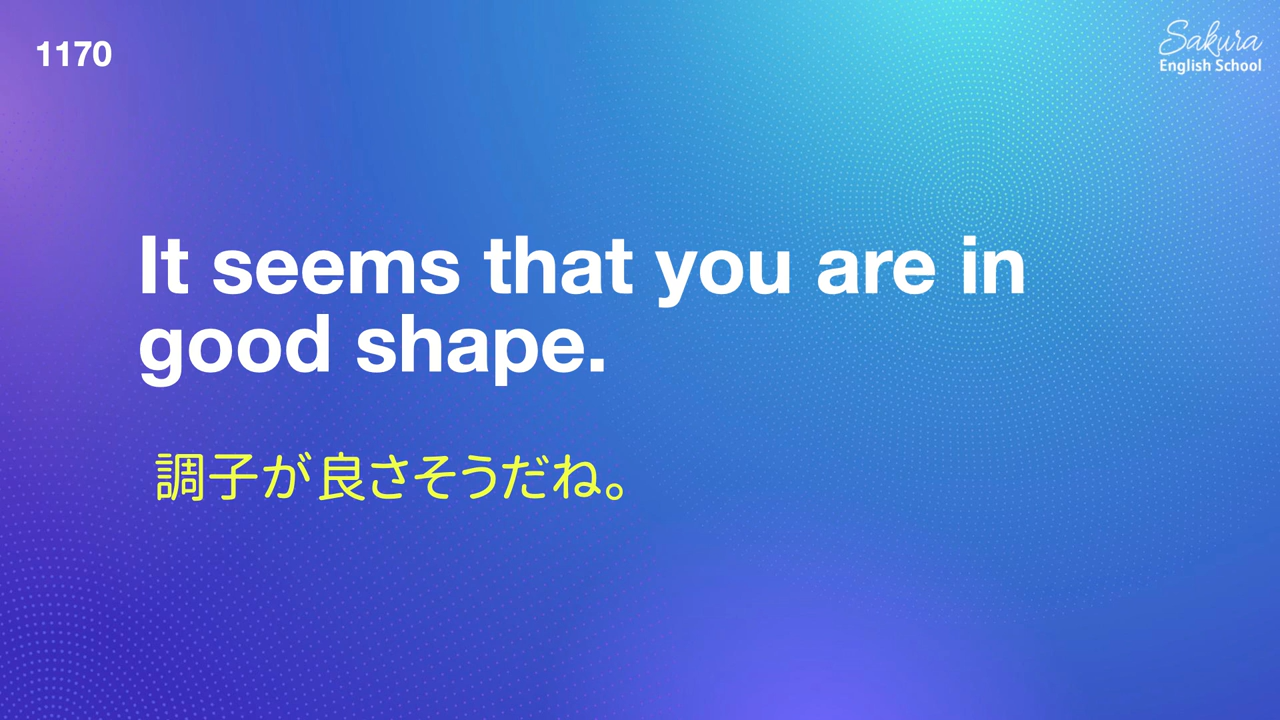 1170
Sakura
English School
It seems that you are in
good shape.
調子が良さそうだね。